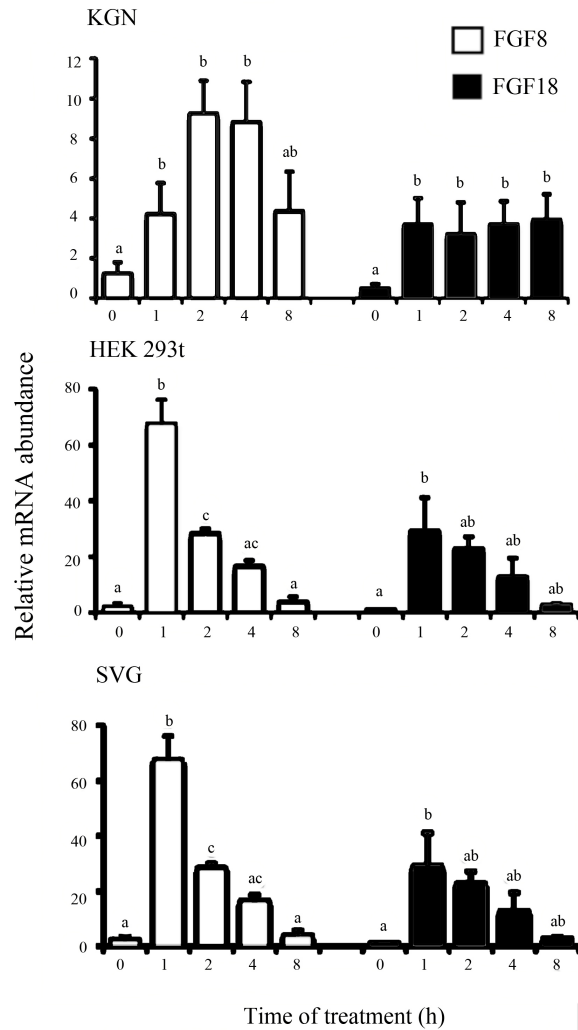 KGN
FGF8
FGF18
12
10
8
6
4
2
0
a
b
b
b
ab
a
b
b
b
b
0 1 2 4 8 0 1 2 4 8
HEK 293t
80
60
40
20
0
a
b
c
ac
a
a
b
ab
ab
ab
0 1 2 4 8 0 1 2 4 8
SVG
80
60
40
20
0
a
b
c
ac
a
a
b
ab
ab
ab
0 1 2 4 8 0 1 2 4 8
Relative mRNA abundance
Time of treatment (h)